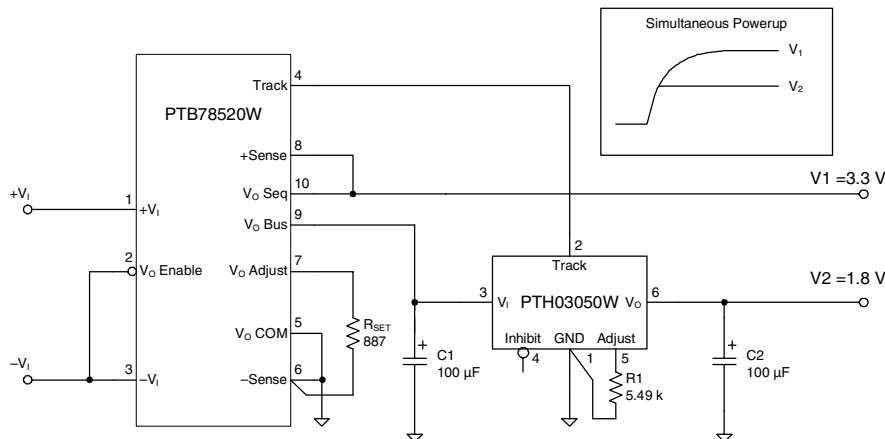 Simultaneous Powerup
V1
V2
PTB78520W
Track
4
+Sense
8
VO Seq
10
VO Bus
9
VO Adjust
7
VO COM
5
–Sense
6
+VI
1
+VI
2
VO Enable
–VI
3
–VI
RSET
887
C1
100 µF
+
PTH03050W
Track
2
3
VI
VO
6
Inhibit
GND
Adjust
4
1
5
R1
5.49 k
+
C2
100 µF
V1 =3.3 V
V2 =1.8 V